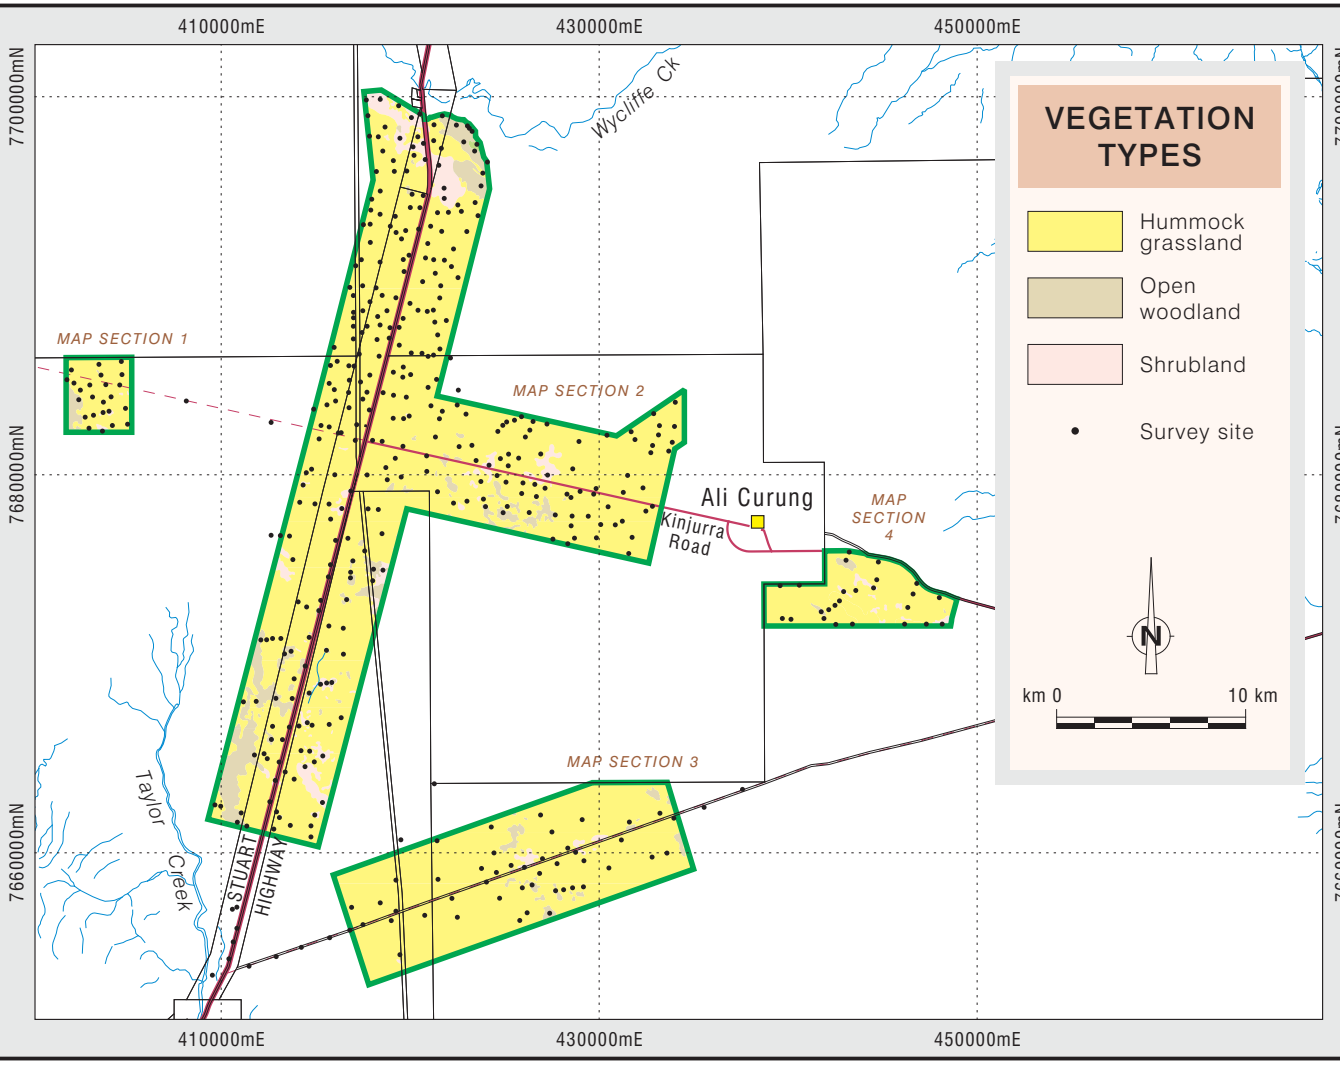 410000mE
430000mE
450000mE
7700000mN
7680000mN
7660000mN
Wycliffe Ck
VEGETATION
TYPES
Hummock
grassland
Open
woodland
Shrubland
Survey site
N
km 0
10 km
MAP SECTION 1
MAP SECTION 2
Ali Curung
Kinjurra
Road
MAP
SECTION
4
MAP SECTION 3
Taylor
Creek
STUART
HIGHWAY
410000mE
430000mE
450000mE